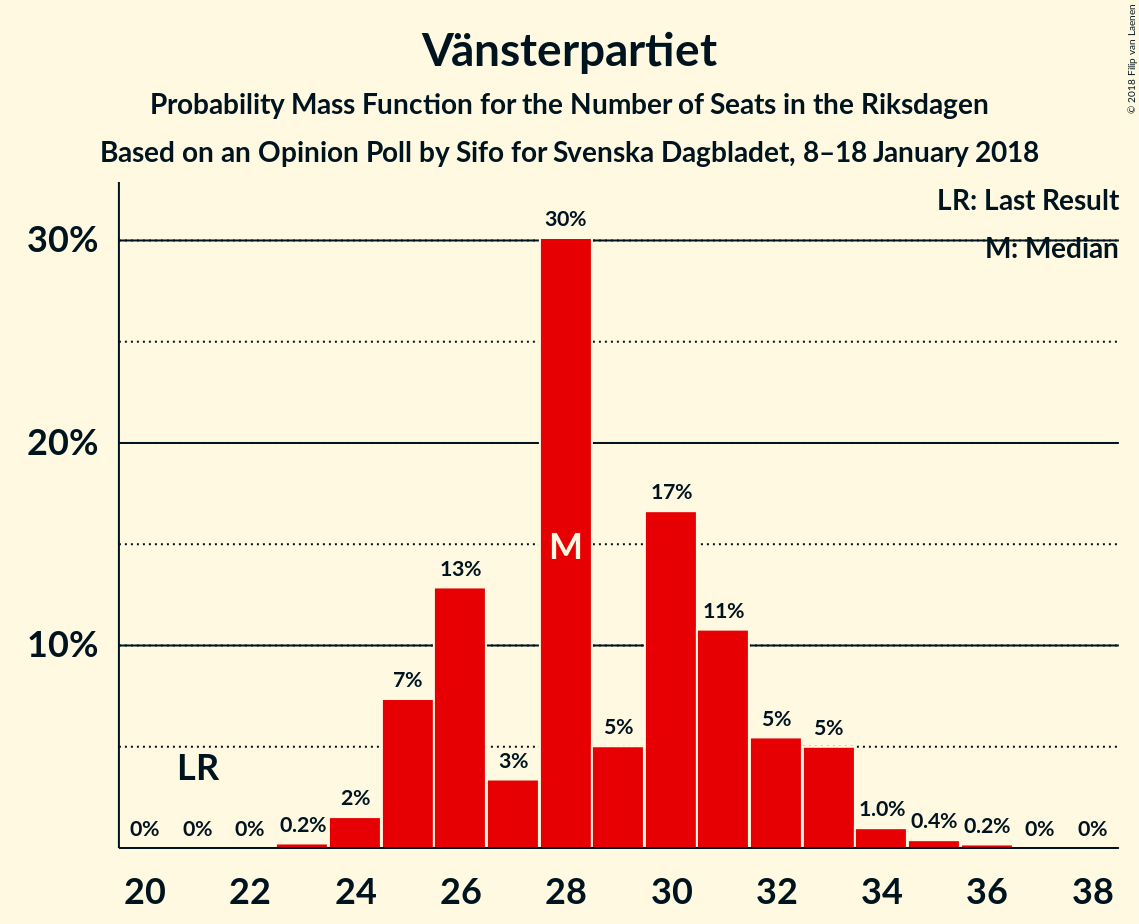 Vänsterpartiet
Probability Mass Function for the Number of Seats in the Riksdagen
Based on an Opinion Poll by Sifo for Svenska Dagbladet, 8–18 January 2018
© 2018 Filip van Laenen
LR: Last Result
M: Median
30%
20%
10%
0%
0%
0%
0.2%
2%
7%
13%
3%
30%
5%
17%
11%
5%
5%
1.0%
0.4%
0.2%
0%
0%
LR
M
20 22 24 26 28 30 32 34 36 38